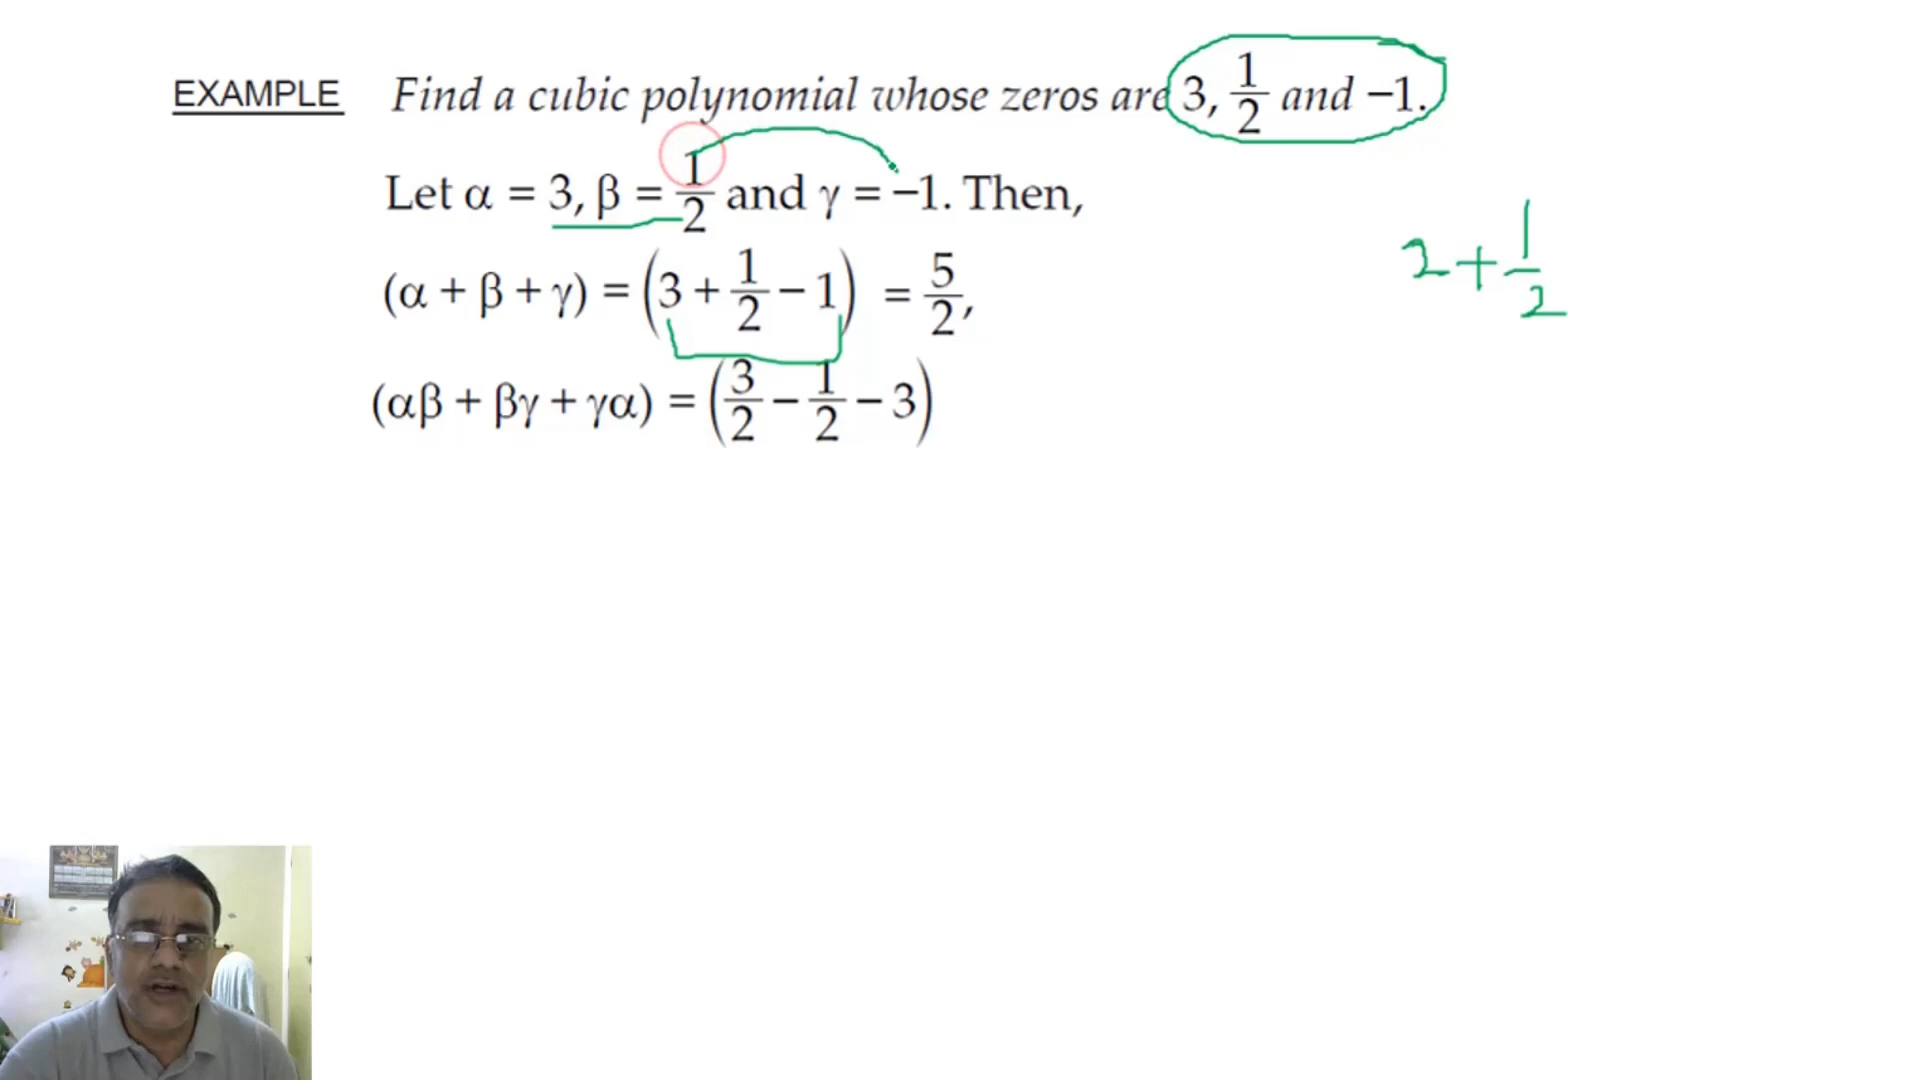 EXAMPLE Find a cubic polynomial whose zeros are 3, 1/2 and −1.
Let α = 3, β = 1/2 and γ = −1. Then,
(α + β + γ) = (3 + 1/2 − 1) = 5/2,
2 + 1/2
(αβ + βγ + γα) = (3/2 − 1/2 − 3)